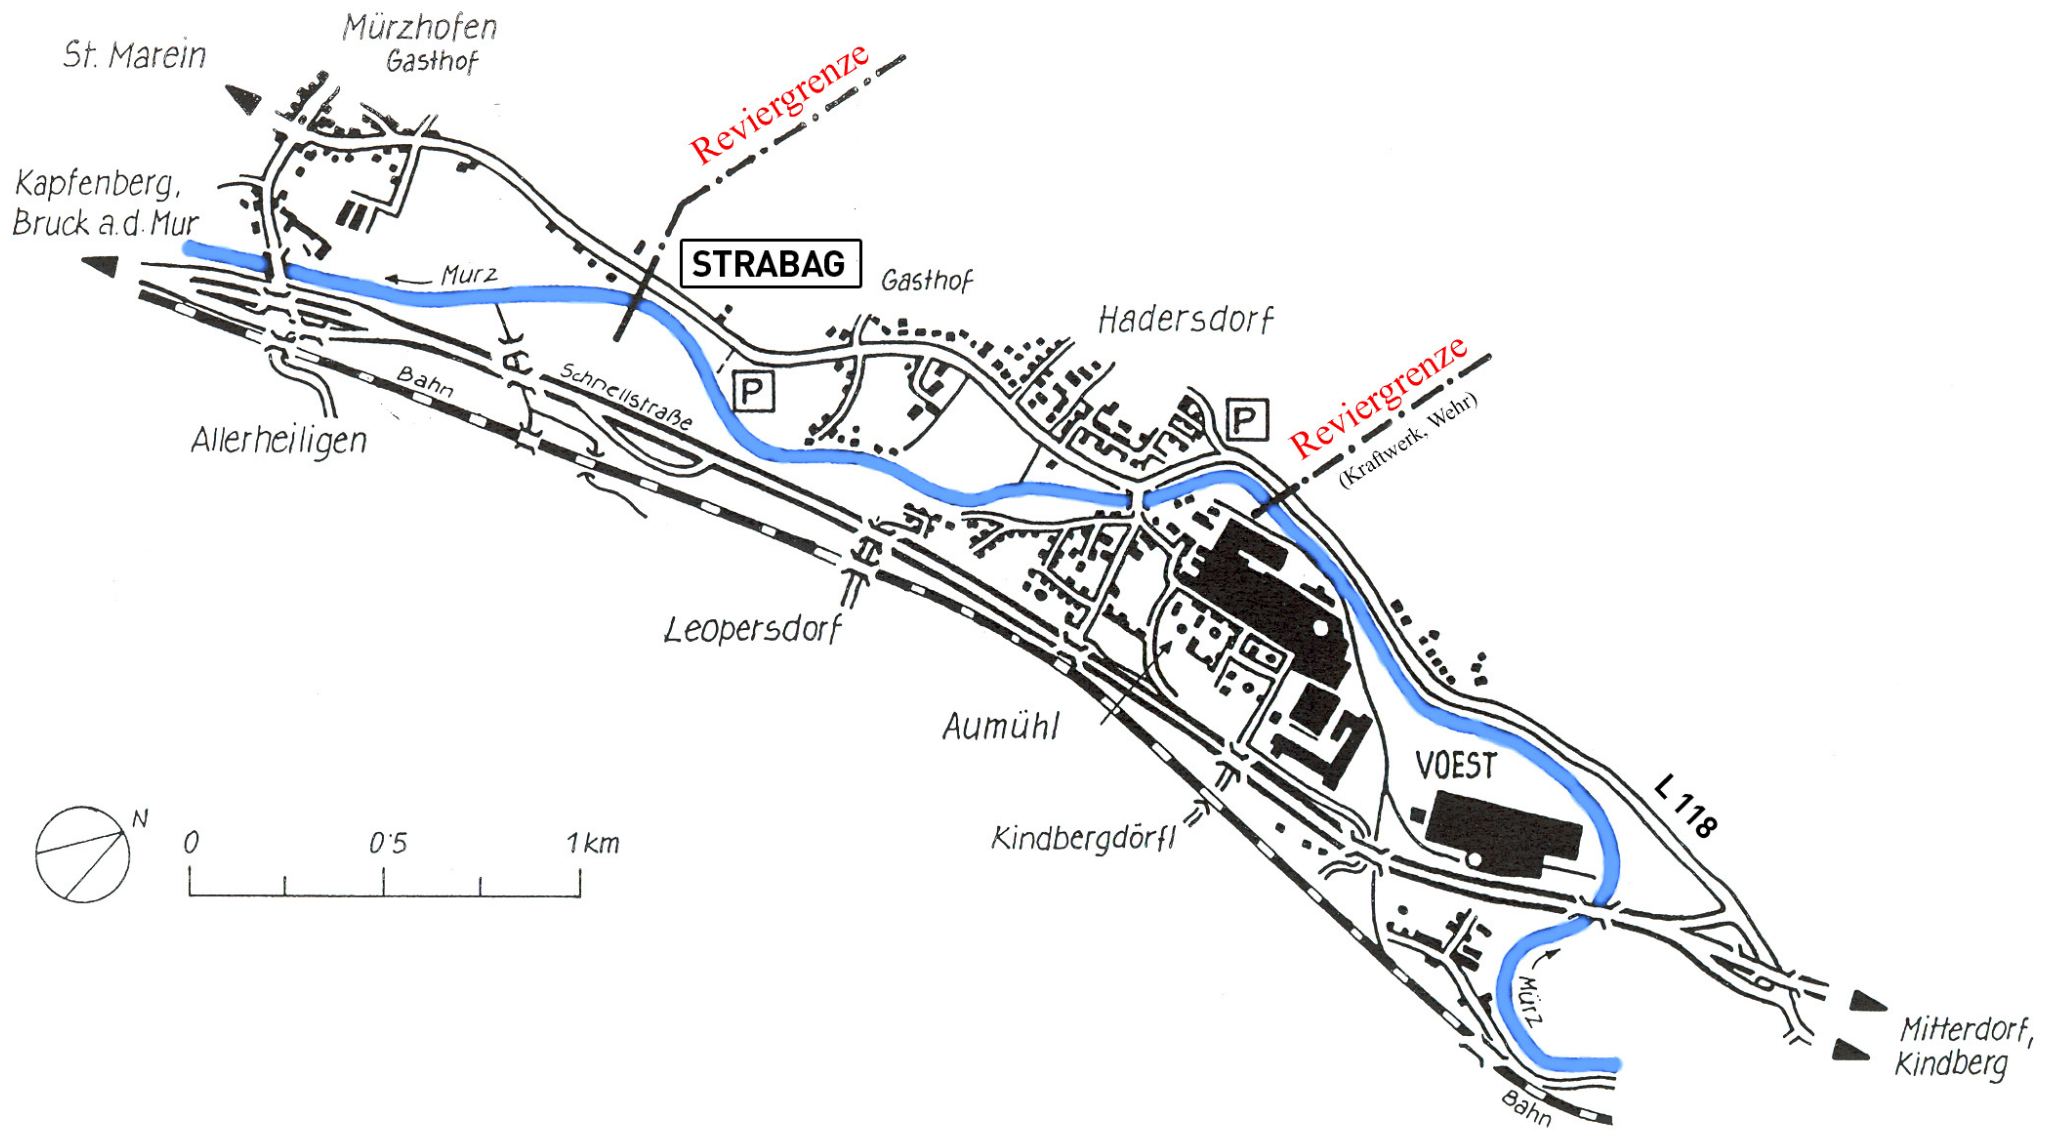 Mürzhofen
Gasthof
St. Marein
Reviergrenze
Kapfenberg,
Bruck a.d. Mur
STRABAG
Murz
Gasthof
Hadersdorf
Reviergrenze
(Kraftwerk, Wehr)
Bahn
Schnellstraße
P
P
Allerheiligen
Leopersdorf
Aumühl
VOEST
L 118
N
0
0·5
1 km
Kindbergdörfl
Mürz
Mitterdorf,
Kindberg
Bahn